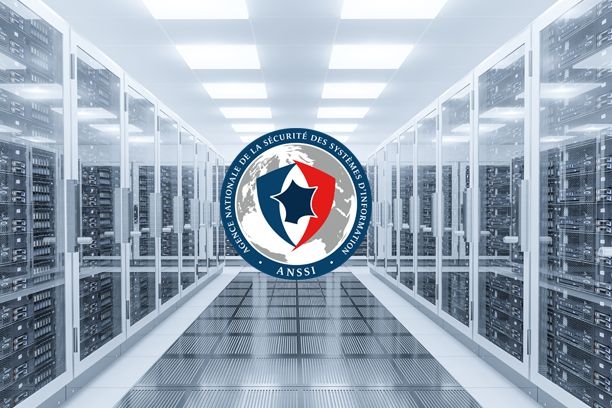 AGENCE NATIONALE DE LA SÉCURITÉ DES SYSTÈMES D'INFORMATION
• ANSSI •